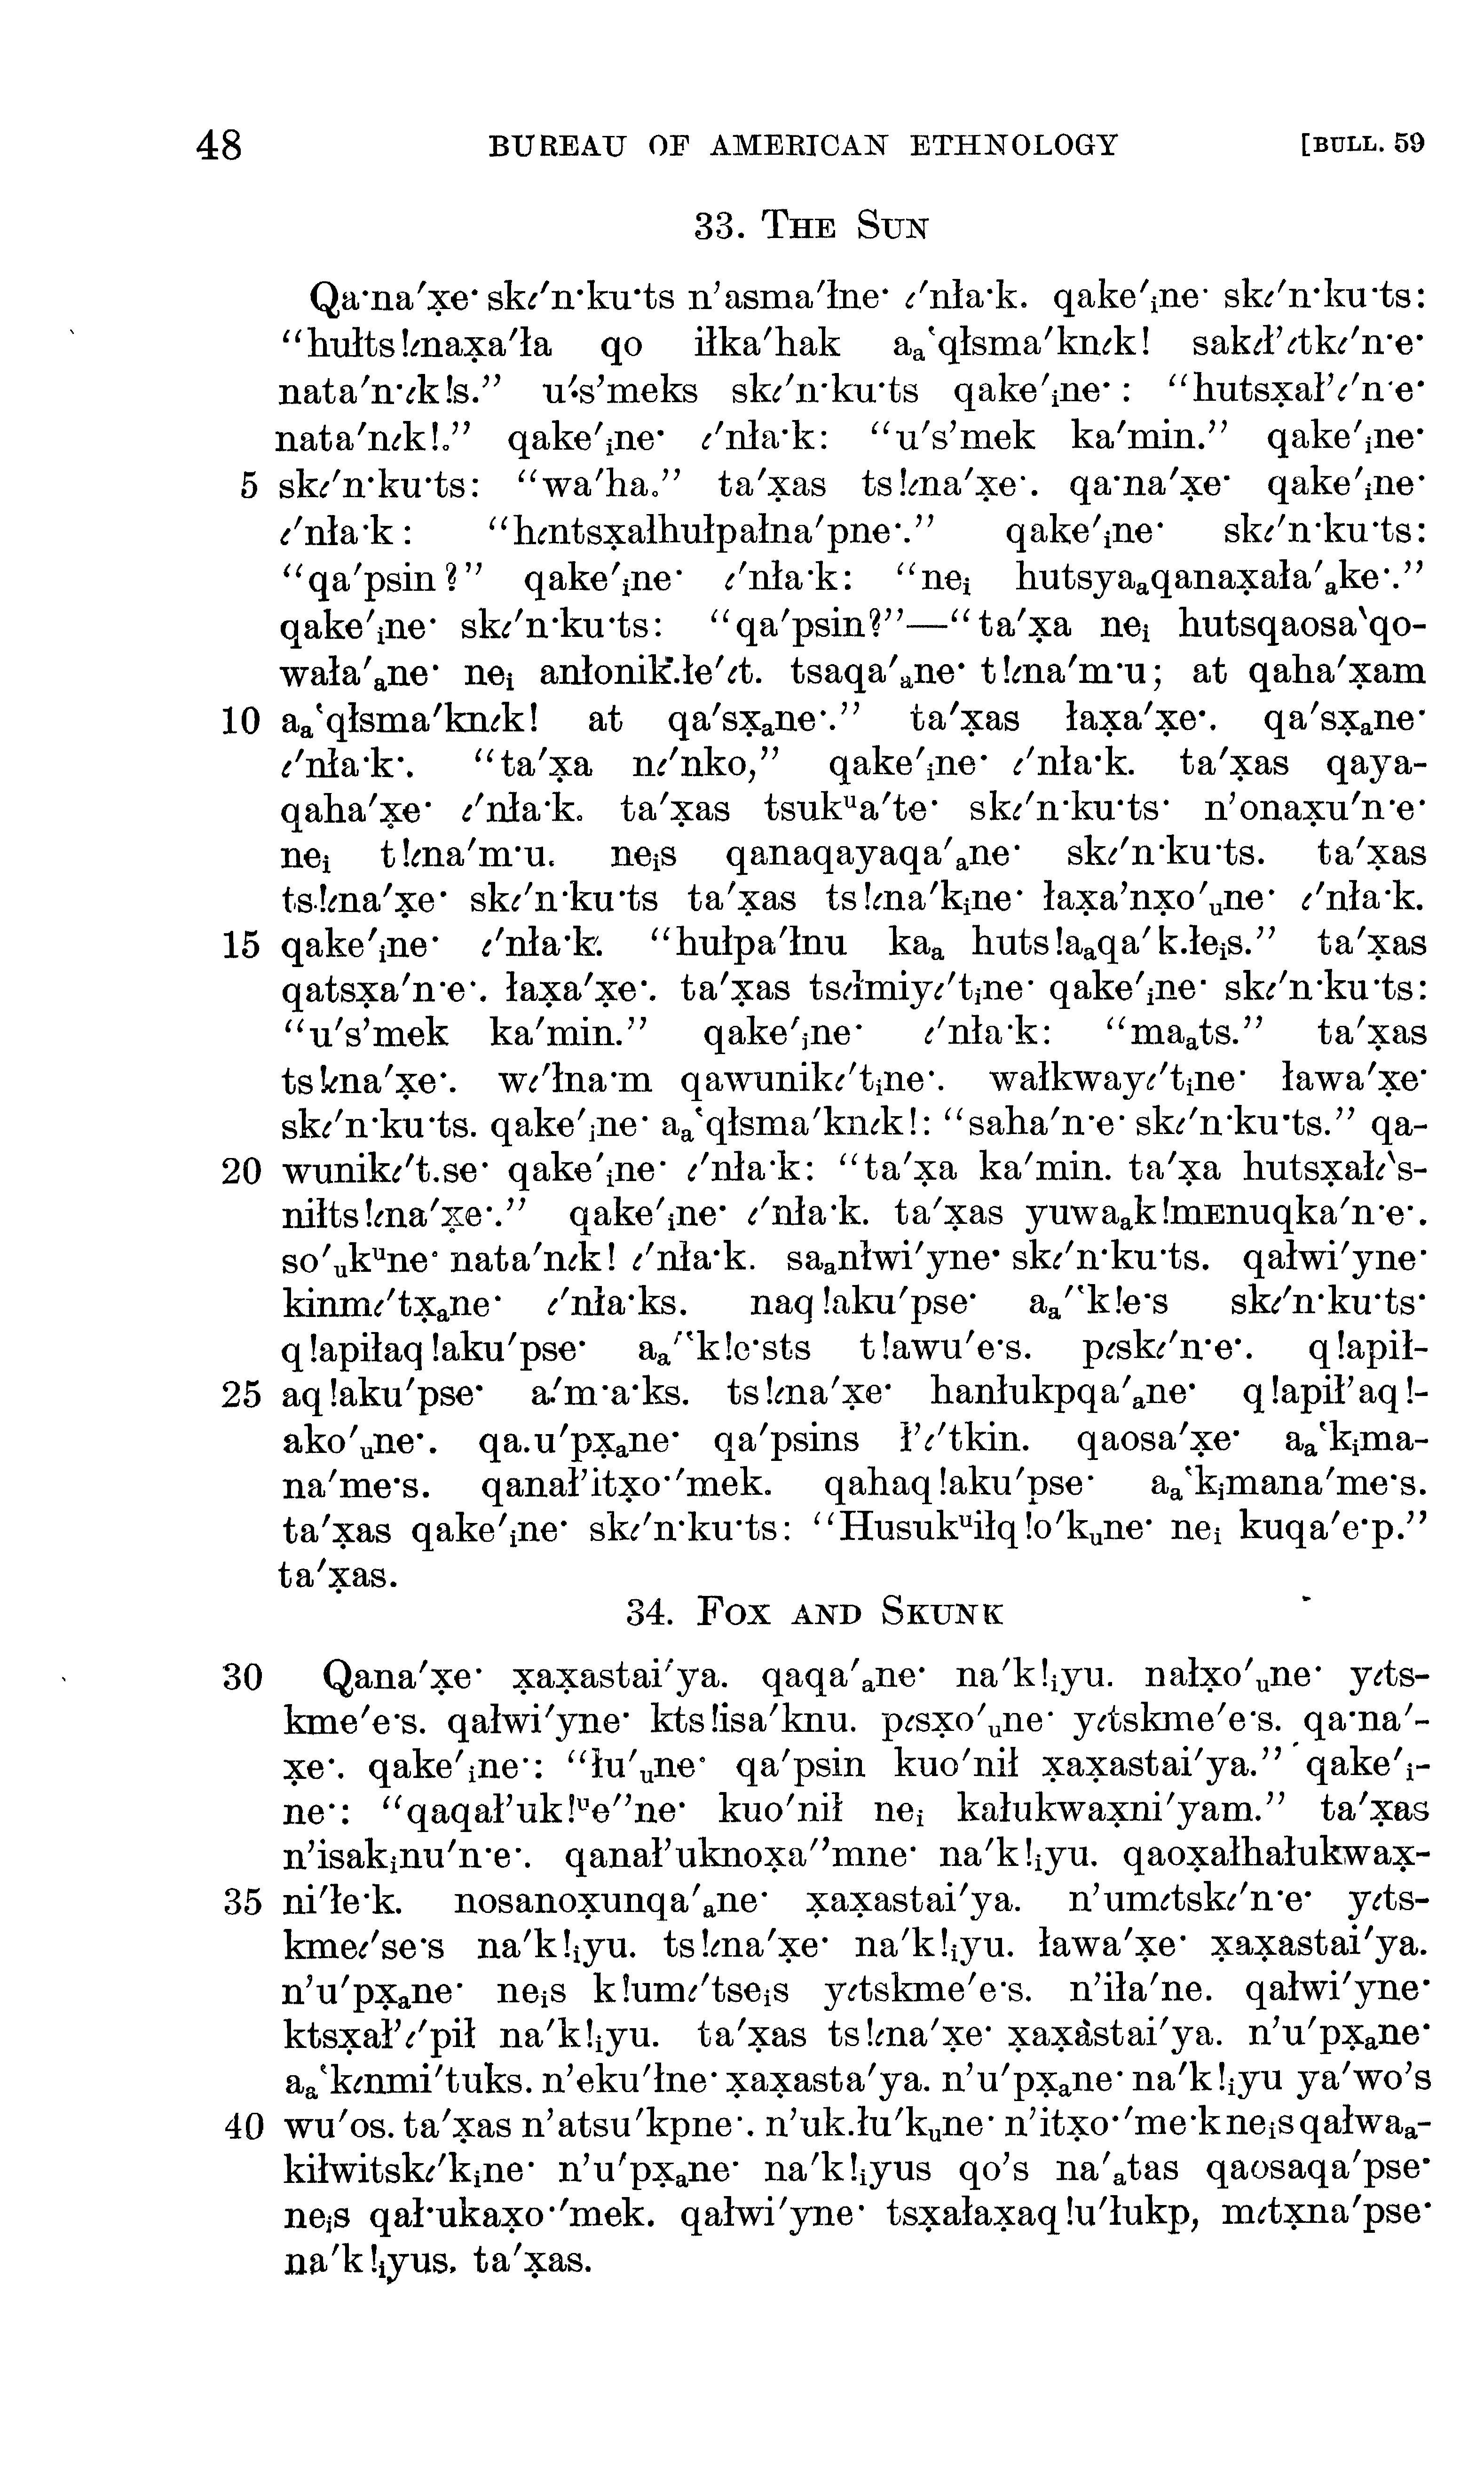 48 BUREAU OF AMERICAN ETHNOLOGY [BULL. 59
33. THE SUN
Qa·na′x̣e· skɩ′n·ku·ts n’asma′łne· ɩ′nła·k. qake′ᵢne· skɩ′n·ku·ts:
“hułts!ɩnax̣a′ła qo iłka′hak aₐ‘qłsma′knɩk! sakɩł’ɩtkɩ′n·e·
nata′n·ɩk!s.” u′·s’meks skɩ′n·ku·ts qake′ᵢne·: “hutsx̣ał’ɩ′n·e·
nata′nɩk!.” qake′ᵢne· ɩ′nła·k: “u′s’mek ka′min.” qake′ᵢne·
5 skɩ′n·ku·ts: “wa′ha.” ta′x̣as ts!ɩna′x̣e·. qa·na′x̣e· qake′ᵢne·
ɩ′nła·k: “hɩntsx̣ałhułpałna′pne·.” qake′ᵢne· skɩ′n·ku·ts:
“qa′psin?” qake′ᵢne· ɩ′nła·k: “neᵢ hutsyaₐqanax̣ała′ₐke·.”
qake′ᵢne· skɩ′n·ku·ts: “qa′psin?”—“ta′x̣a neᵢ hutsqaosa‵qo-
wała′ₐne· neᵢ anłonik·.łe′ɩt. tsaqa′ₐne· t!ɩna′m·u; at qaha′x̣am
10 aₐ‘qłsma′knɩk! at qa′sx̣ₐne·.” ta′x̣as łax̣a′x̣e·. qa′sx̣ₐne·
ɩ′nła·k·. “ta′x̣a nɩ′nko,” qake′ᵢne· ɩ′nła·k. ta′x̣as qaya-
qaha′x̣e· ɩ′nła·k. ta′x̣as tsukᵘa′te· skɩ′n·ku·ts· n’onax̣u′n·e·
neᵢ t!ɩna′m·u. neᵢs qanaqayaqa′ₐne· skɩ′n·ku·ts. ta′x̣as
ts!ɩna′x̣e· skɩ′n·ku·ts ta′x̣as ts!ɩna′kᵢne· łax̣a’nx̣o′ᵤne· ɩ′nła·k.
15 qake′ᵢne· ɩ′nła·k: “hułpa′łnu kaₐ huts!aₐqa′k.łeᵢs.” ta′x̣as
qatsx̣a′n·e·. łax̣a′x̣e·. ta′x̣as tsɩłmiyɩ′tᵢne· qake′ᵢne· skɩ′n·ku·ts:
“u′s’mek ka′min.” qake′ᵢne· ɩ′nła·k: “maₐts.” ta′x̣as
ts!ɩna′x̣e·. wɩ′łna·m qawunikɩ′tᵢne·. wałkwayɩ′tᵢne· ława′x̣e·
skɩ′n·ku·ts. qake′ᵢne· aₐ‘qłsma′knɩk!: “saha′n·e· skɩ′n·ku·ts.” qa-
20 wunikɩ′t.se· qake′ᵢne· ɩ′nła·k: “ta′x̣a ka′min. ta′x̣a hutsx̣ałɩ‵s-
niłts!ɩna′x̣e·.” qake′ᵢne· ɩ′nła·k. ta′x̣as yuwaₐk!mᴇnuqka′n·e·.
so′ᵤkᵘne· nata′nɩk! ɩ′nła·k. saₐnłwi′yne· skɩ′n·ku·ts. qałwi′yne·
kinmɩ′tx̣ₐne· ɩ′nła·ks. naq!aku′pse· aₐ′‘k!e·s skɩ′n·ku·ts·
q!apiłaq!aku′pse· aₐ′‘k!e·sts t!awu′e·s. pɩskɩ′n·e·. q!apił-
25 aq!aku′pse· a′m·a·ks. ts!ɩna′x̣e· hanłukpqa′ₐne· q!apił’aq!-
ako′ᵤne·. qa.u′px̣ₐne· qa′psins ł’ɩ′tkin. qaosa′x̣e· aₐ‘kᵢma-
na′me·s. qanał’itx̣o·′mek. qahaq!aku′pse· aₐ‘kᵢmana′me·s.
ta′x̣as qake′ᵢne· skɩ′n·ku·ts: “Husukᵘiłq!o′kᵤne· neᵢ kuqa′e·p.”
ta′x̣as.
34. FOX AND SKUNK
30 Qana′x̣e· x̣ax̣astai′ya. qaqa′ₐne· na′k!ᵢyu. nałx̣o′ᵤne· yɩts-
kme′e·s. qałwi′yne· kts!isa′knu. pɩsx̣o′ᵤne· yɩtskme′e·s. qa·na′-
x̣e·. qake′ᵢne·: “łu′ᵤne· qa′psin kuo′nił x̣ax̣astai′ya.” qake′ᵢ-
ne·: “qaqał’uk!ᵘe′′ne· kuo′nił neᵢ kałukwax̣ni′yam.” ta′x̣as
n’isakᵢnu′n·e·. qanał’uknox̣a′’mne· na′k!ᵢyu. qaox̣ałhałukwax̣-
35 ni′łe·k. nosanox̣unqa′ₐne· x̣ax̣astai′ya. n’umɩtskɩ′n·e· yɩts-
kmeɩ′se·s na′k!ᵢyu. ts!ɩna′x̣e· na′k!ᵢyu. ława′x̣e· x̣ax̣astai′ya.
n’u′px̣ₐne· neᵢs k!umɩ′tseᵢs yɩtskme′e·s. n’iła′ne. qałwi′yne·
ktsx̣ał’ɩ′pił na′k!ᵢyu. ta′x̣as ts!ɩna′x̣e· x̣ax̣àstai′ya. n’u′px̣ₐne·
aₐ‘kɩnmi′tuks. n’eku′łne· x̣ax̣asta′ya. n’u′px̣ₐne· na′k!ᵢyu ya′wo’s
40 wu′os. ta′x̣as n’atsu′kpne·. n’uk.łu′kᵤne· n’itx̣o·′me·k neᵢs qałwaₐ-
kiłwitskɩ′kᵢne· n’u′px̣ₐne· na′k!ᵢyus qo’s na′ₐtas qaosaqa′pse·
neᵢs qał·ukax̣o·′mek. qałwi′yne· tsx̣ałax̣aq!u′łukp, mɩtx̣na′pse·
na′k!ᵢyus. ta′x̣as.